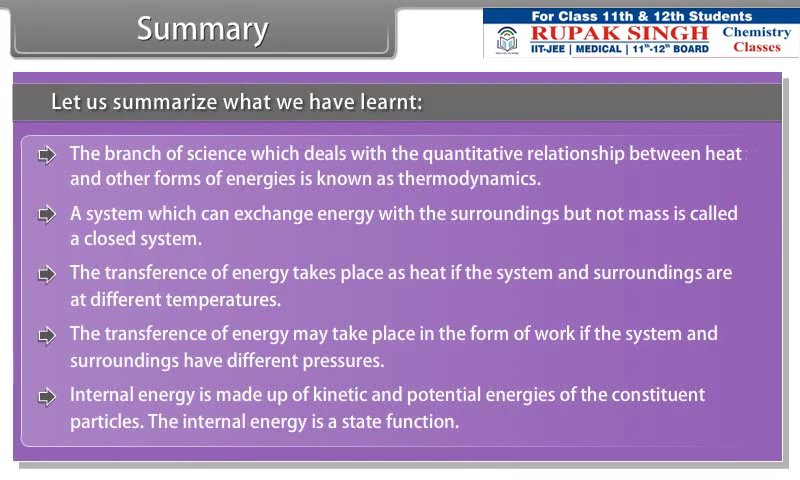 Summary
For Class 11th & 12th Students
RUPAK SINGH
Chemistry
Classes
IIT-JEE | MEDICAL | 11th-12th BOARD
Let us summarize what we have learnt:
The branch of science which deals with the quantitative relationship between heat
and other forms of energies is known as thermodynamics.
A system which can exchange energy with the surroundings but not mass is called
a closed system.
The transference of energy takes place as heat if the system and surroundings are
at different temperatures.
The transference of energy may take place in the form of work if the system and
surroundings have different pressures.
Internal energy is made up of kinetic and potential energies of the constituent
particles. The internal energy is a state function.